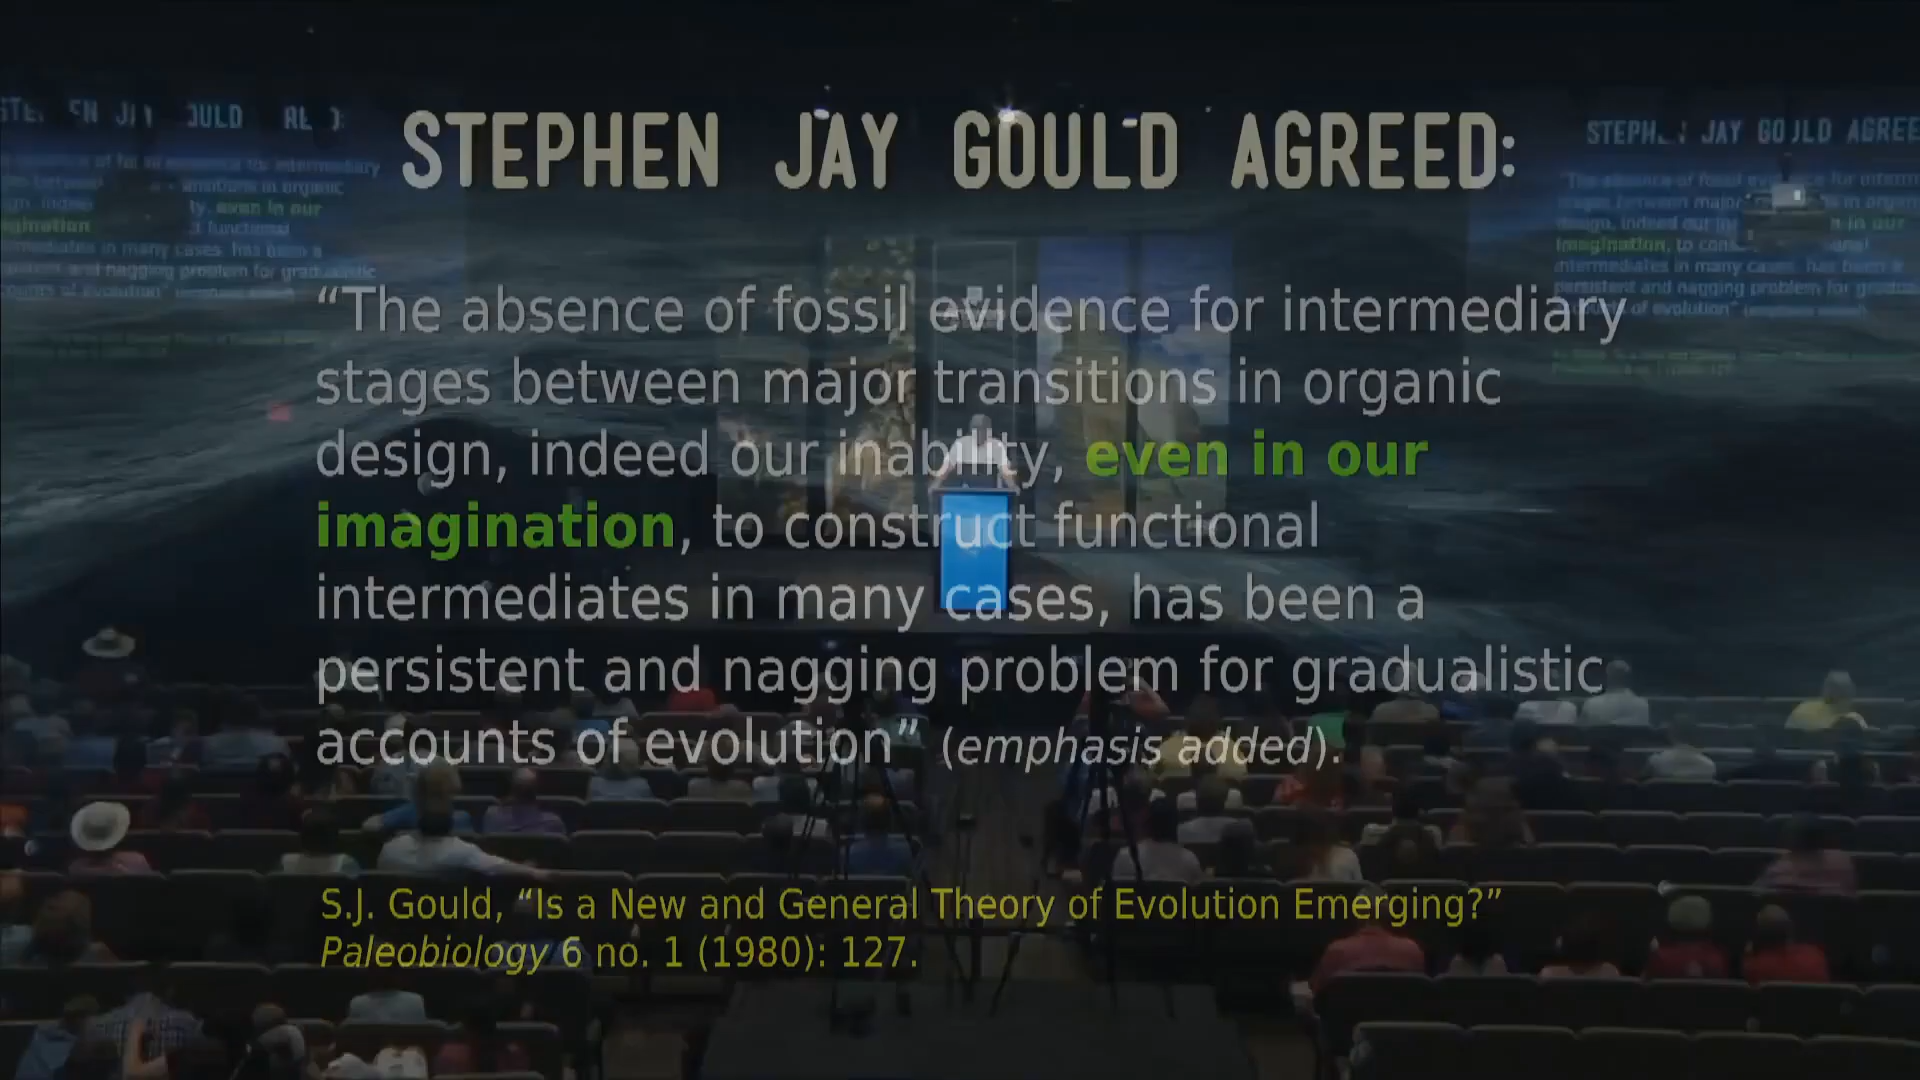 STEPHEN JAY GOULD AGREED:
“The absence of fossil evidence for intermediary
stages between major transitions in organic
design, indeed our inability, even in our
imagination, to construct functional
intermediates in many cases, has been a
persistent and nagging problem for gradualistic
accounts of evolution” (emphasis added).
S.J. Gould, “Is a New and General Theory of Evolution Emerging?”
Paleobiology 6 no. 1 (1980): 127.